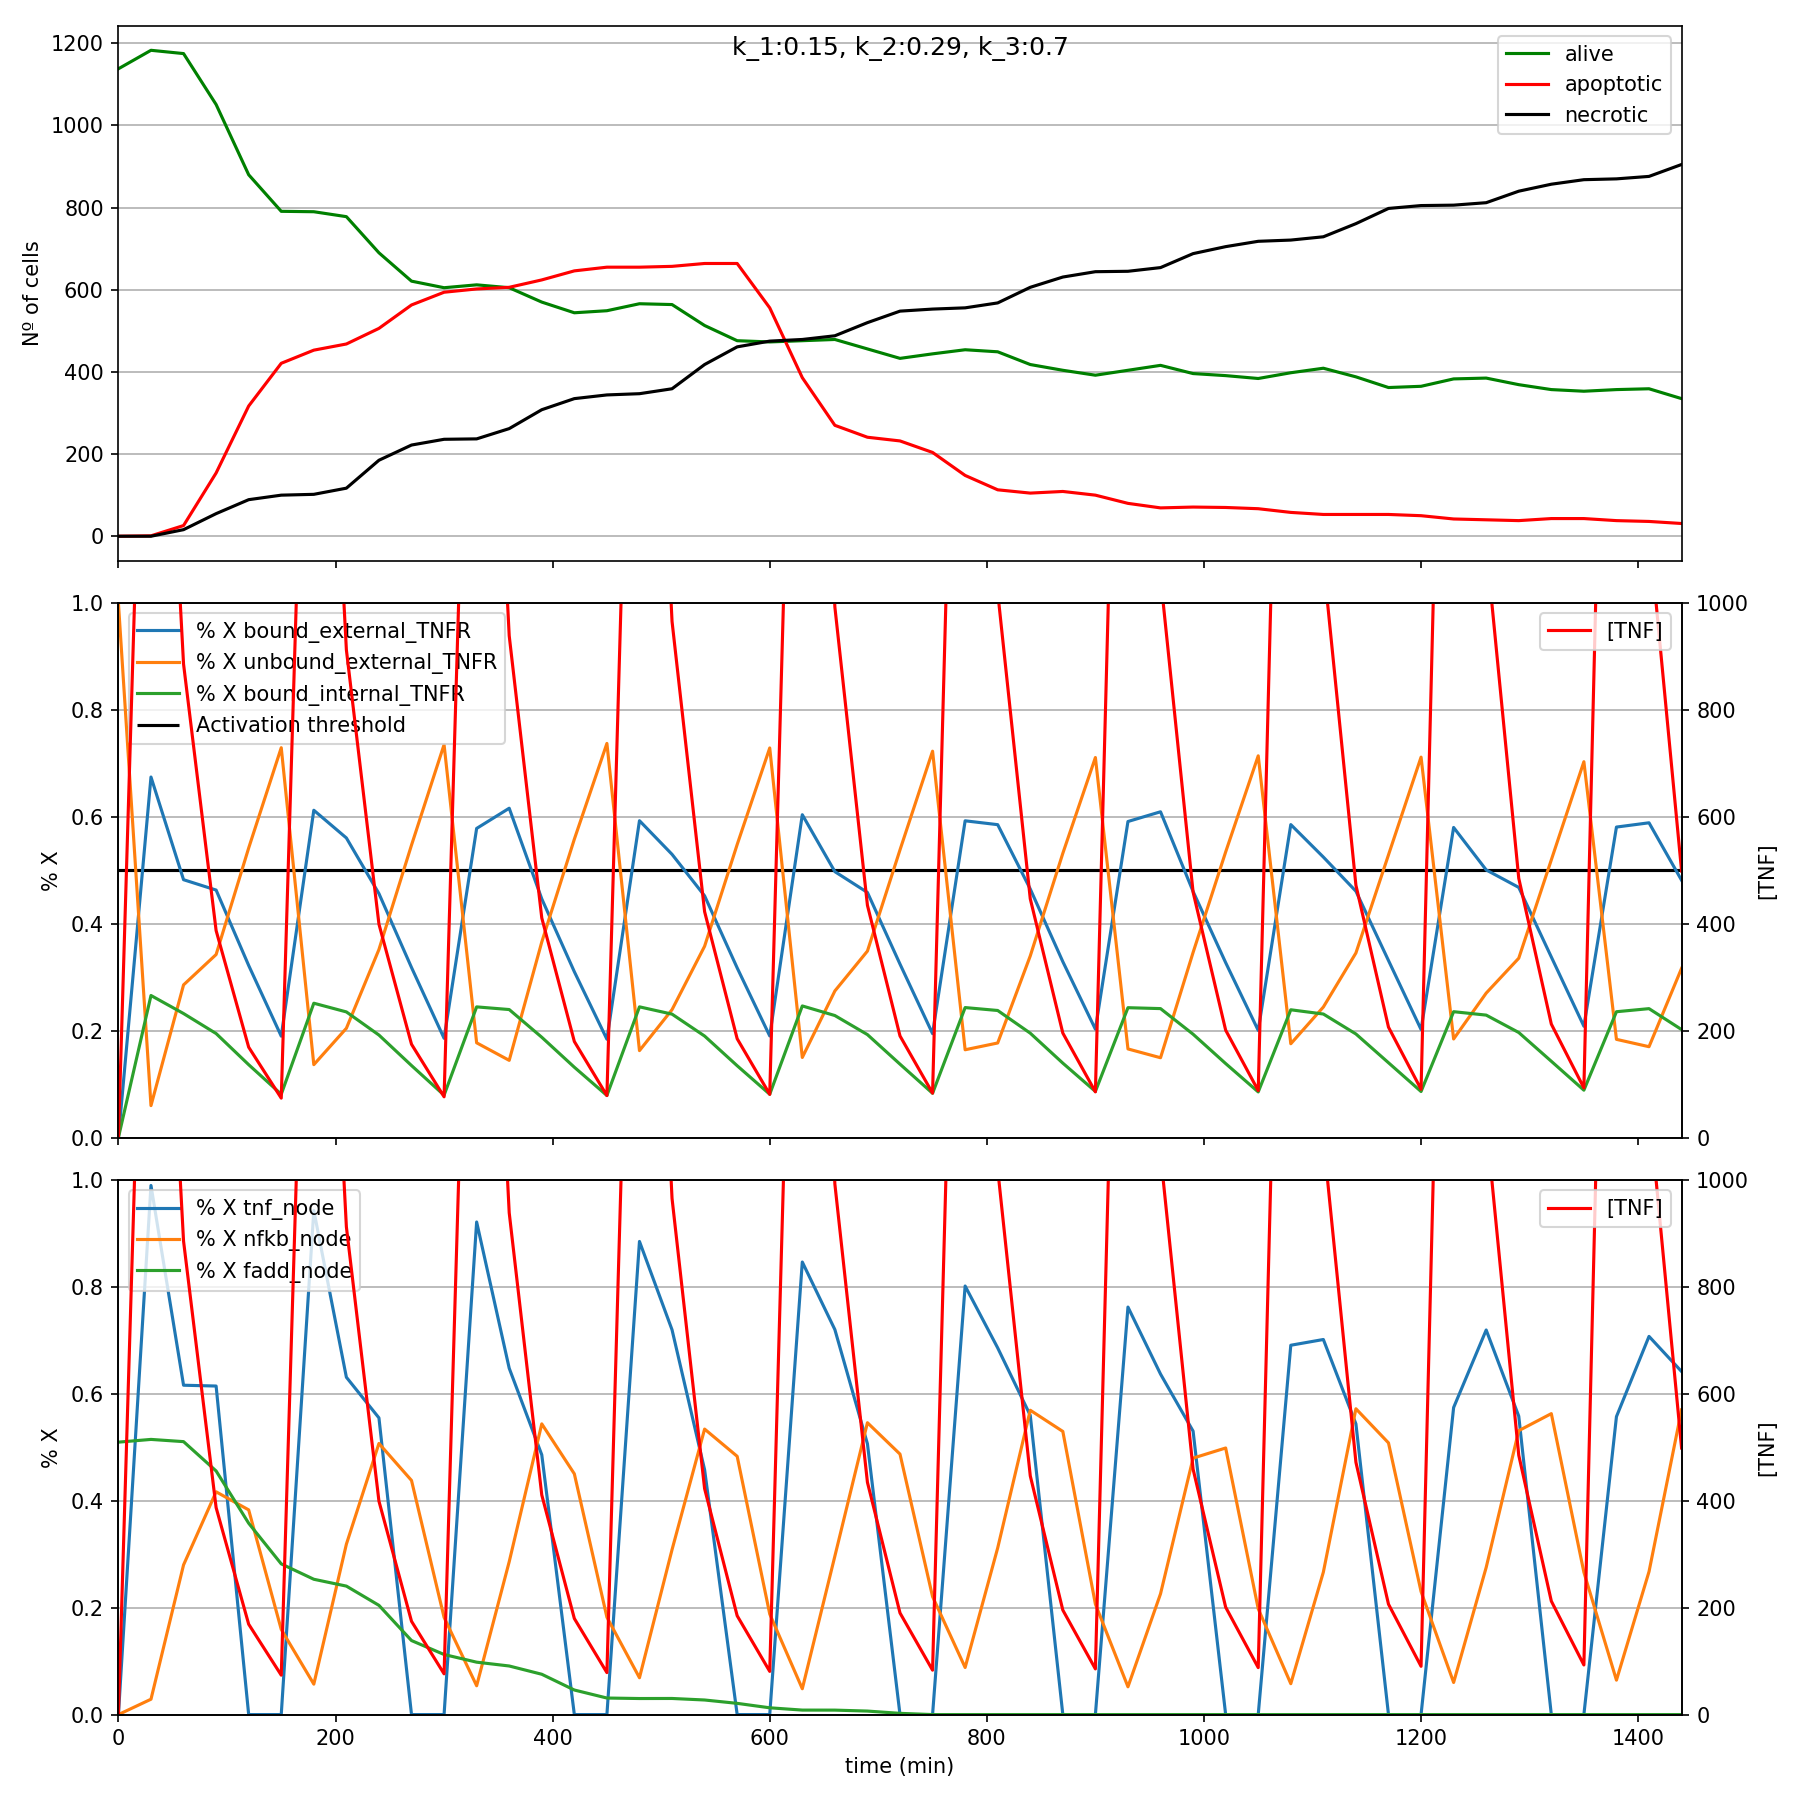 k_1:0.15, k_2:0.29, k_3:0.7
alive
apoptotic
necrotic
1200
1000
800
600
400
200
0
Nº of cells
% X bound_external_TNFR
% X unbound_external_TNFR
% X bound_internal_TNFR
Activation threshold
[TNF]
1.0
0.8
0.6
0.4
0.2
0.0
% X
1000
800
600
400
200
0
[TNF]
% X tnf_node
% X nfkb_node
% X fadd_node
[TNF]
1.0
0.8
0.6
0.4
0.2
0.0
% X
1000
800
600
400
200
0
[TNF]
0 200 400 600 800 1000 1200 1400
time (min)